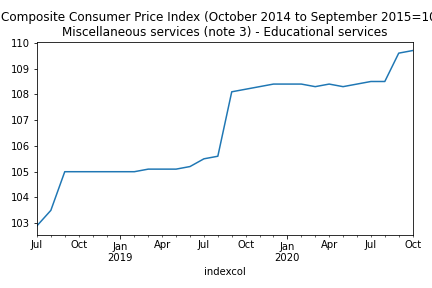 Composite Consumer Price Index (October 2014 to September 2015=10
Miscellaneous services (note 3) - Educational services
110
109
108
107
106
105
104
103
Jul Oct Jan Apr Jul Oct Jan Apr Jul Oct
2019 2020
indexcol